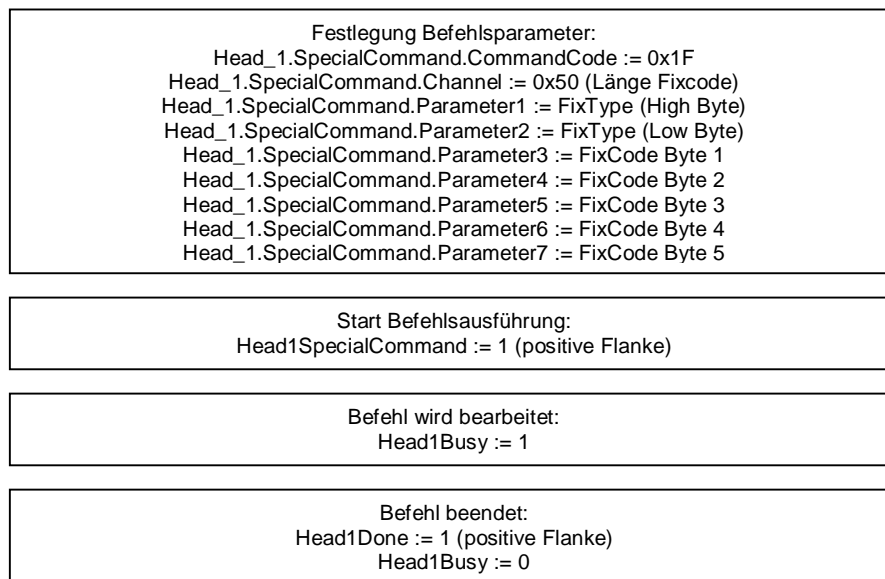 Festlegung Befehlsparameter:
Head_1.SpecialCommand.CommandCode := 0x1F
Head_1.SpecialCommand.Channel := 0x50 (Länge Fixcode)
Head_1.SpecialCommand.Parameter1 := FixType (High Byte)
Head_1.SpecialCommand.Parameter2 := FixType (Low Byte)
Head_1.SpecialCommand.Parameter3 := FixCode Byte 1
Head_1.SpecialCommand.Parameter4 := FixCode Byte 2
Head_1.SpecialCommand.Parameter5 := FixCode Byte 3
Head_1.SpecialCommand.Parameter6 := FixCode Byte 4
Head_1.SpecialCommand.Parameter7 := FixCode Byte 5
Start Befehlsausführung:
Head1SpecialCommand := 1 (positive Flanke)
Befehl wird bearbeitet:
Head1Busy := 1
Befehl beendet:
Head1Done := 1 (positive Flanke)
Head1Busy := 0